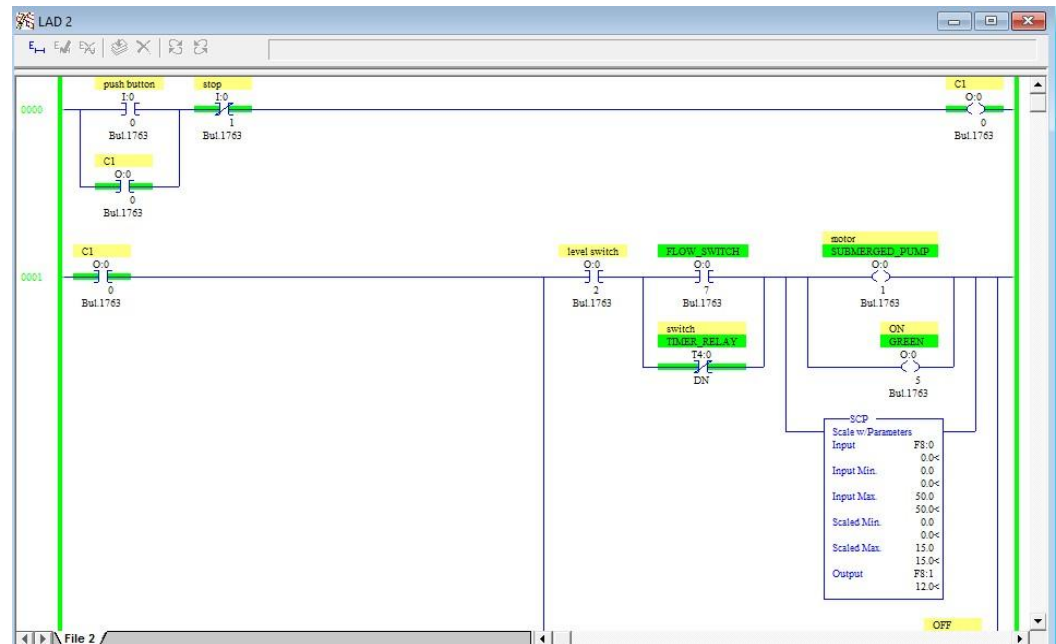 LAD 2
push button
I:0
0
Bul.1763
stop
I:0
1
Bul.1763
C1
O:0
0
Bul.1763
0000
C1
O:0
0
Bul.1763
0001
C1
O:0
0
Bul.1763
level switch
O:0
2
Bul.1763
FLOW_SWITCH
O:0
7
Bul.1763
motor
SUBMERGED_PUMP
O:0
1
Bul.1763
switch
TIMER_RELAY
T4:0
DN
ON
GREEN
O:0
5
Bul.1763
SCP
Scale w/Parameters
Input F8:0
0.0<
Input Min. 0.0
0.0<
Input Max. 50.0
50.0<
Scaled Min. 0.0
0.0<
Scaled Max. 15.0
15.0<
Output F8:1
12.0<
OFF
File 2